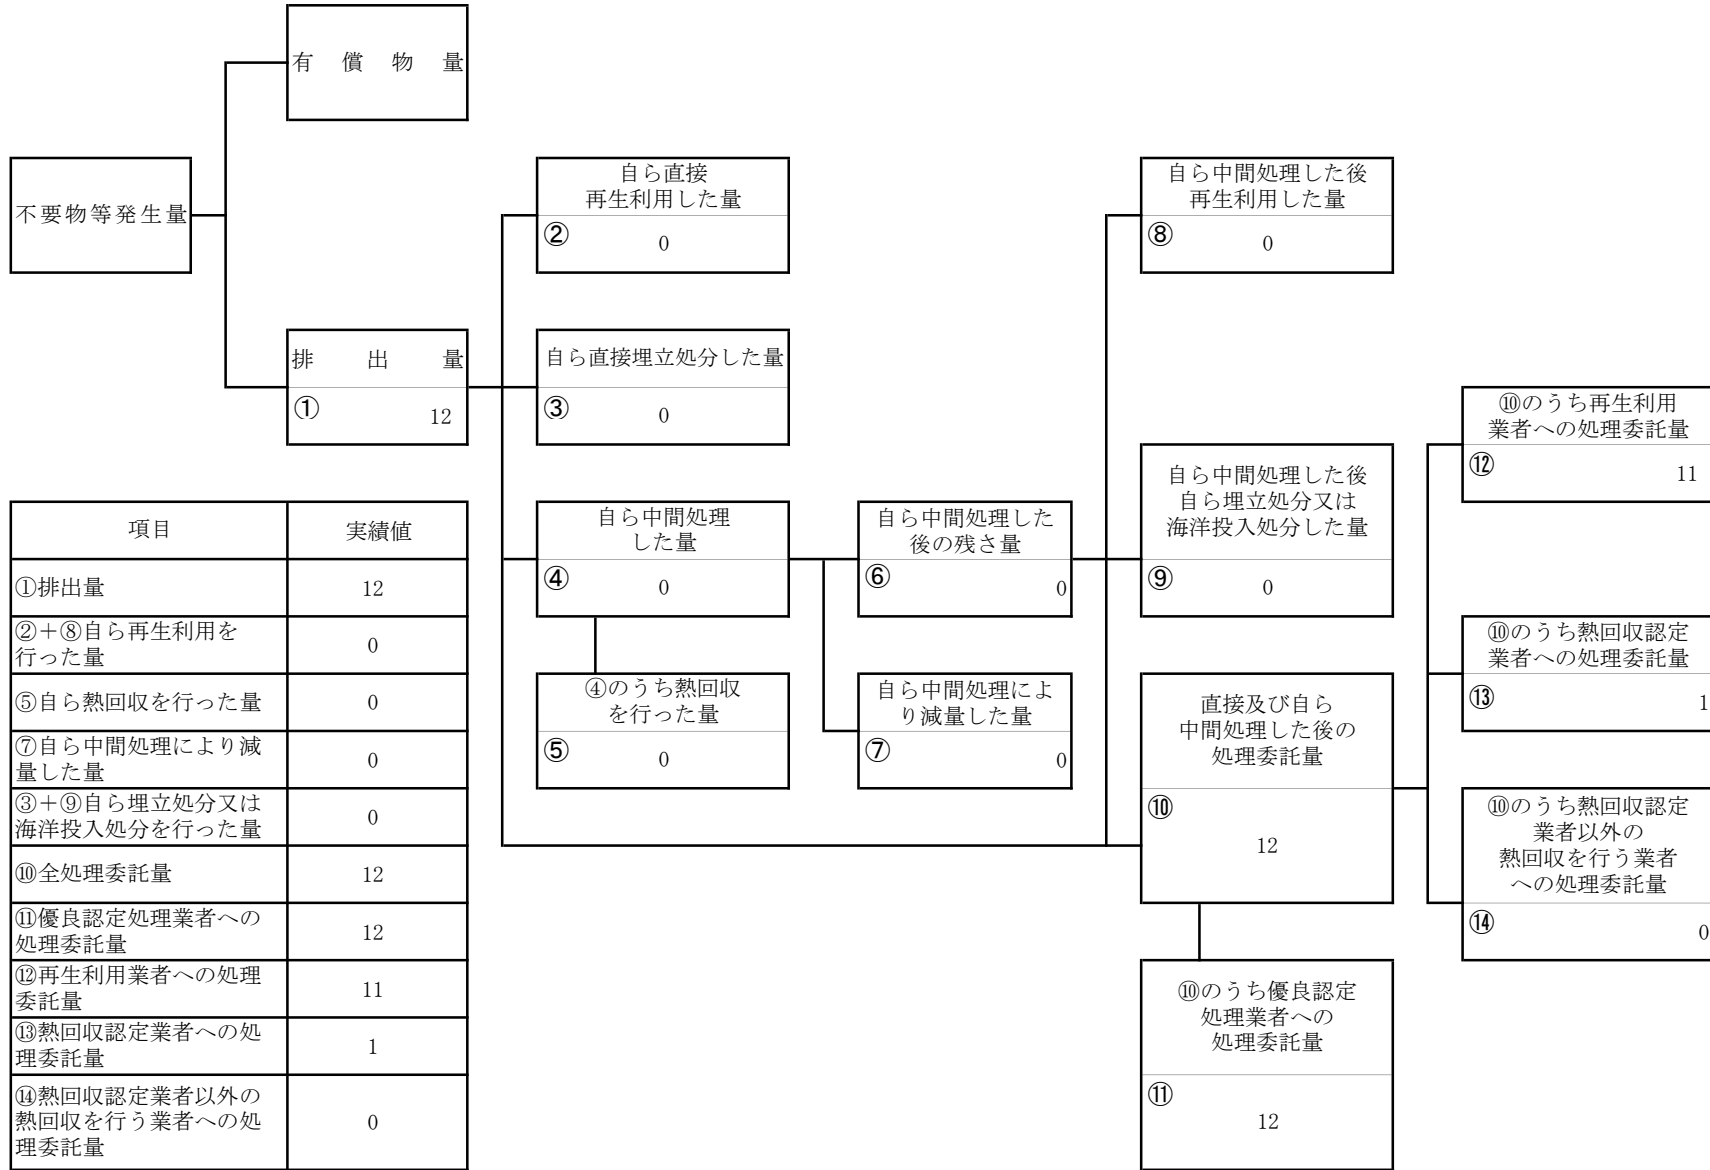 有償物量
不要物等発生量
自ら直接
再生利用した量
②
0
自ら中間処理した後
再生利用した量
⑧
0
排出量
①
12
自ら直接埋立処分した量
③
0
⑩のうち再生利用
業者への処理委託量
⑫
11
自ら中間処理した後
自ら埋立処分又は
海洋投入処分した量
⑨
0
自ら中間処理
した量
④
0
自ら中間処理した
後の残さ量
⑥
0
⑩のうち熱回収認定
業者への処理委託量
⑬
1
④のうち熱回収
を行った量
⑤
0
自ら中間処理によ
り減量した量
⑦
0
直接及び自ら
中間処理した後の
処理委託量
⑩
12
⑩のうち熱回収認定
業者以外の
熱回収を行う業者
への処理委託量
⑭
0
⑩のうち優良認定
処理業者への
処理委託量
⑪
12
項目 実績値
①排出量 12
②＋⑧自ら再生利用を
行った量 0
⑤自ら熱回収を行った量 0
⑦自ら中間処理により減
量した量 0
③＋⑨自ら埋立処分又は
海洋投入処分を行った量 0
⑩全処理委託量 12
⑪優良認定処理業者への
処理委託量 12
⑫再生利用業者への処理
委託量 11
⑬熱回収認定業者への処
理委託量 1
⑭熱回収認定業者以外の
熱回収を行う業者への処
理委託量 0